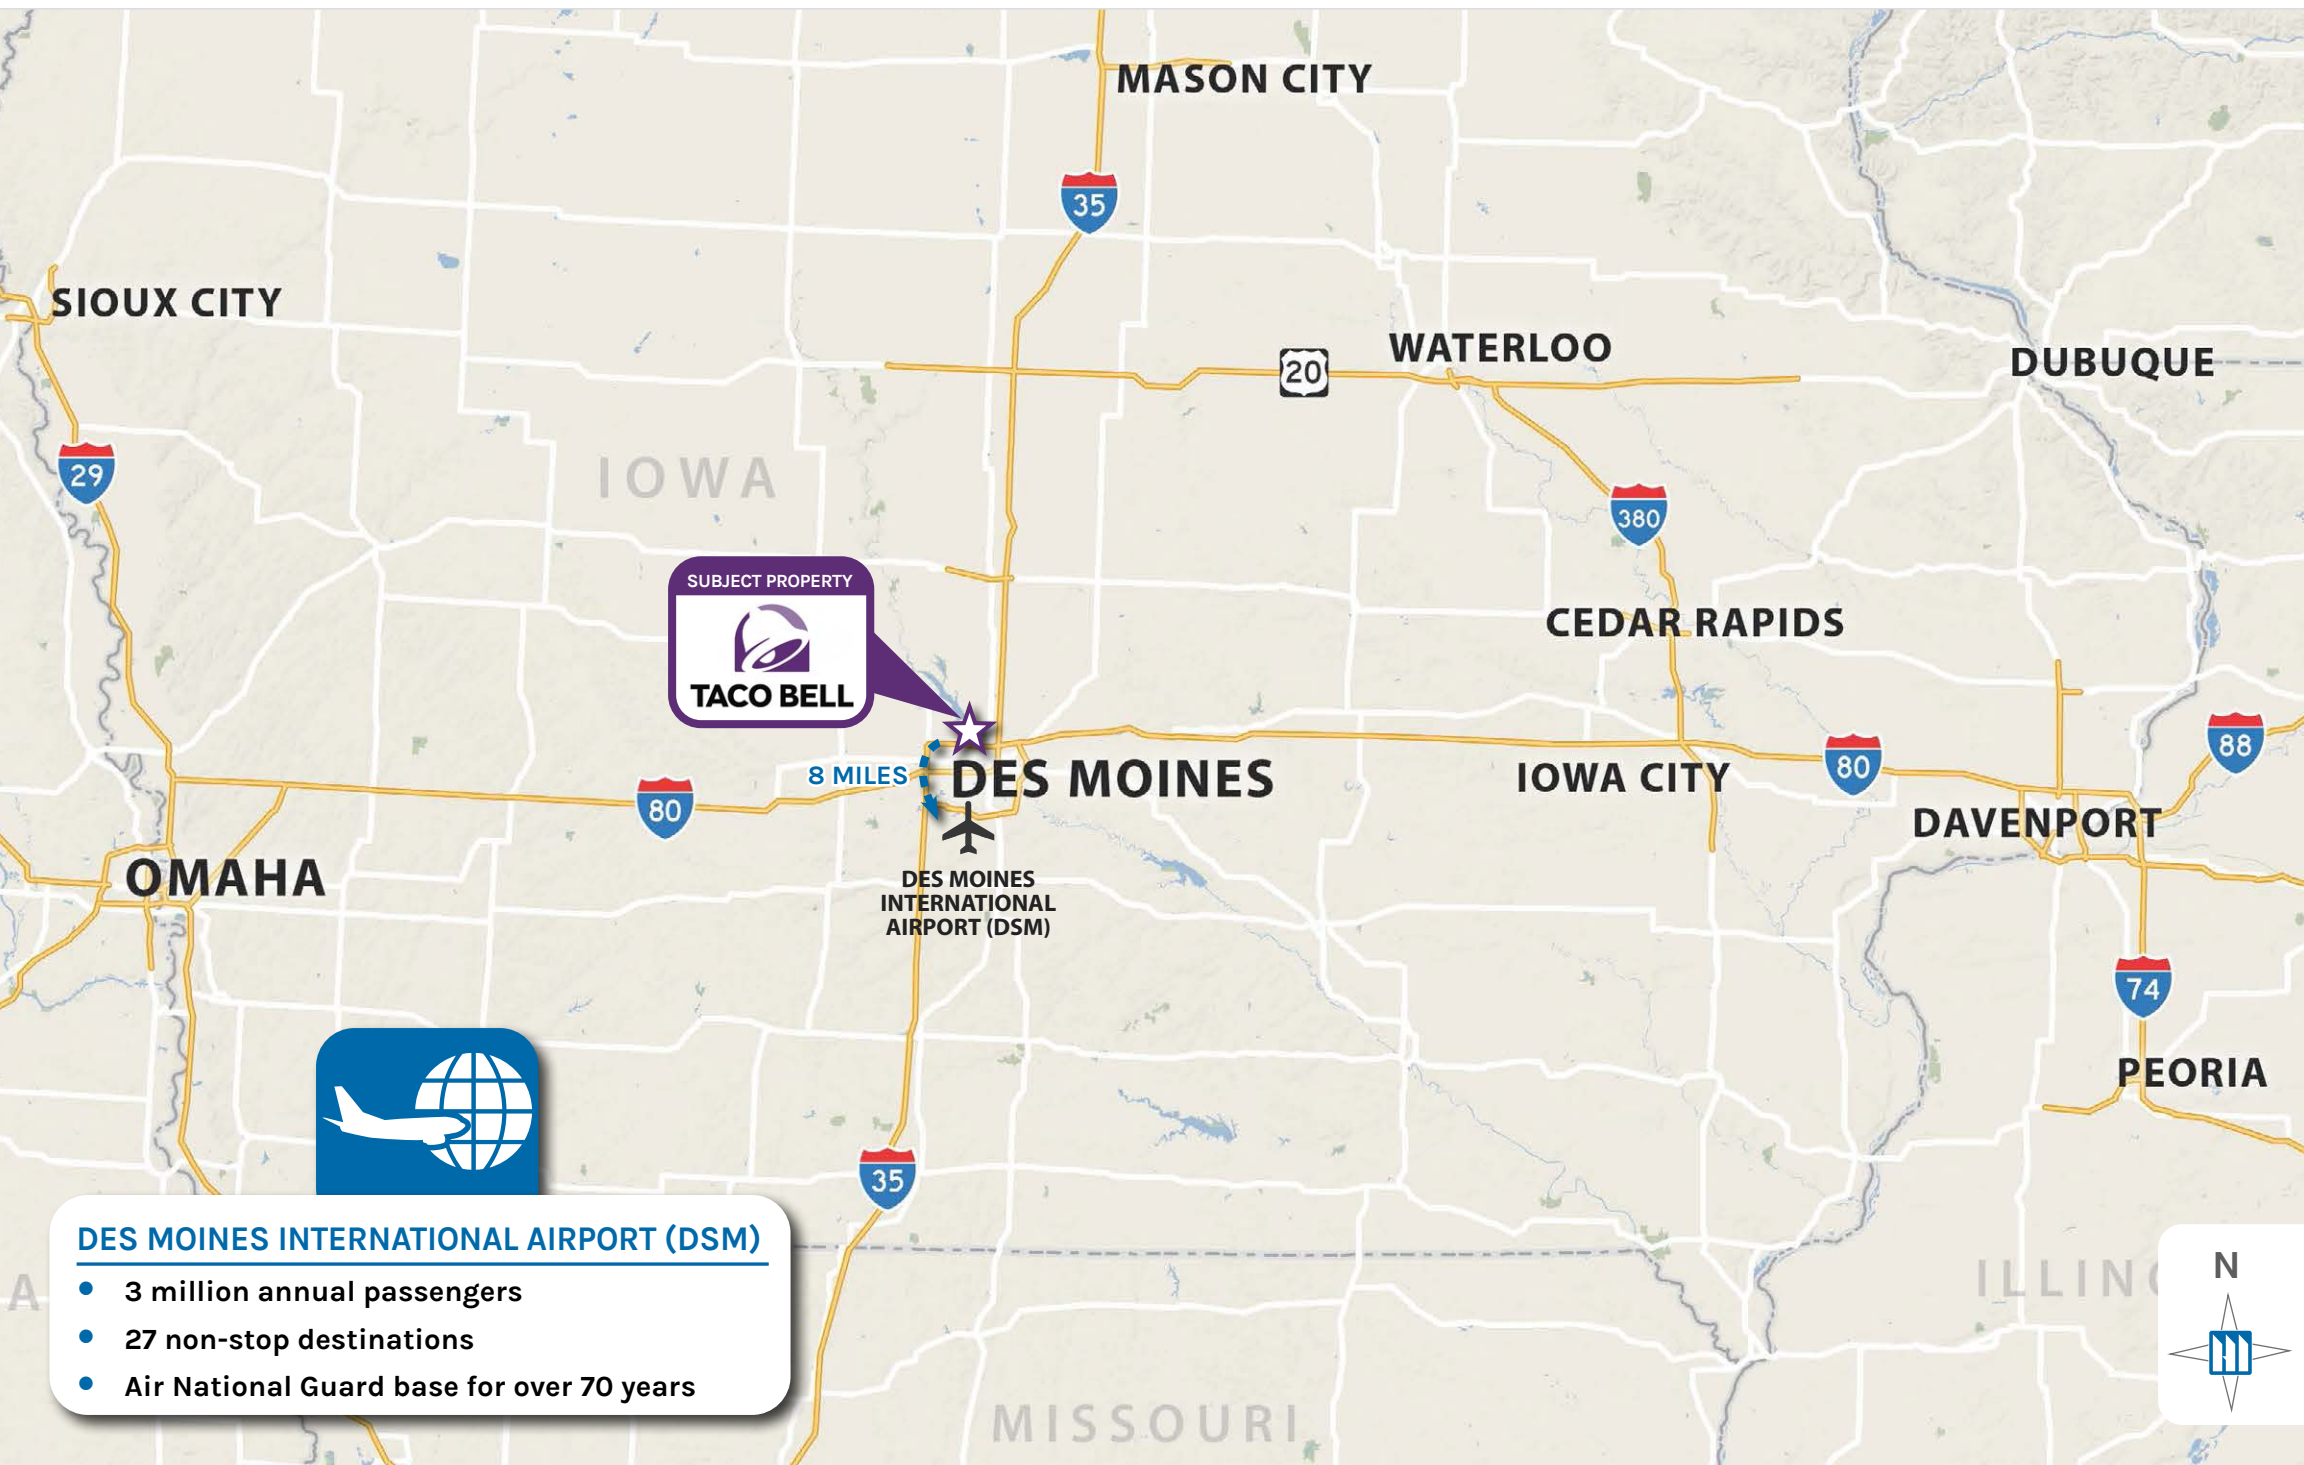 MASON CITY
35
SIOUX CITY
WATERLOO
20
DUBUQUE
29
IOWA
380
SUBJECT PROPERTY
TACO BELL
CEDAR RAPIDS
88
8 MILES
DES MOINES
IOWA CITY
80
80
DAVENPORT
OMAHA
DES MOINES
INTERNATIONAL
AIRPORT (DSM)
74
PEORIA
35
DES MOINES INTERNATIONAL AIRPORT (DSM)
• 3 million annual passengers
• 27 non-stop destinations
• Air National Guard base for over 70 years
A
ILLINO
N
MISSOURI